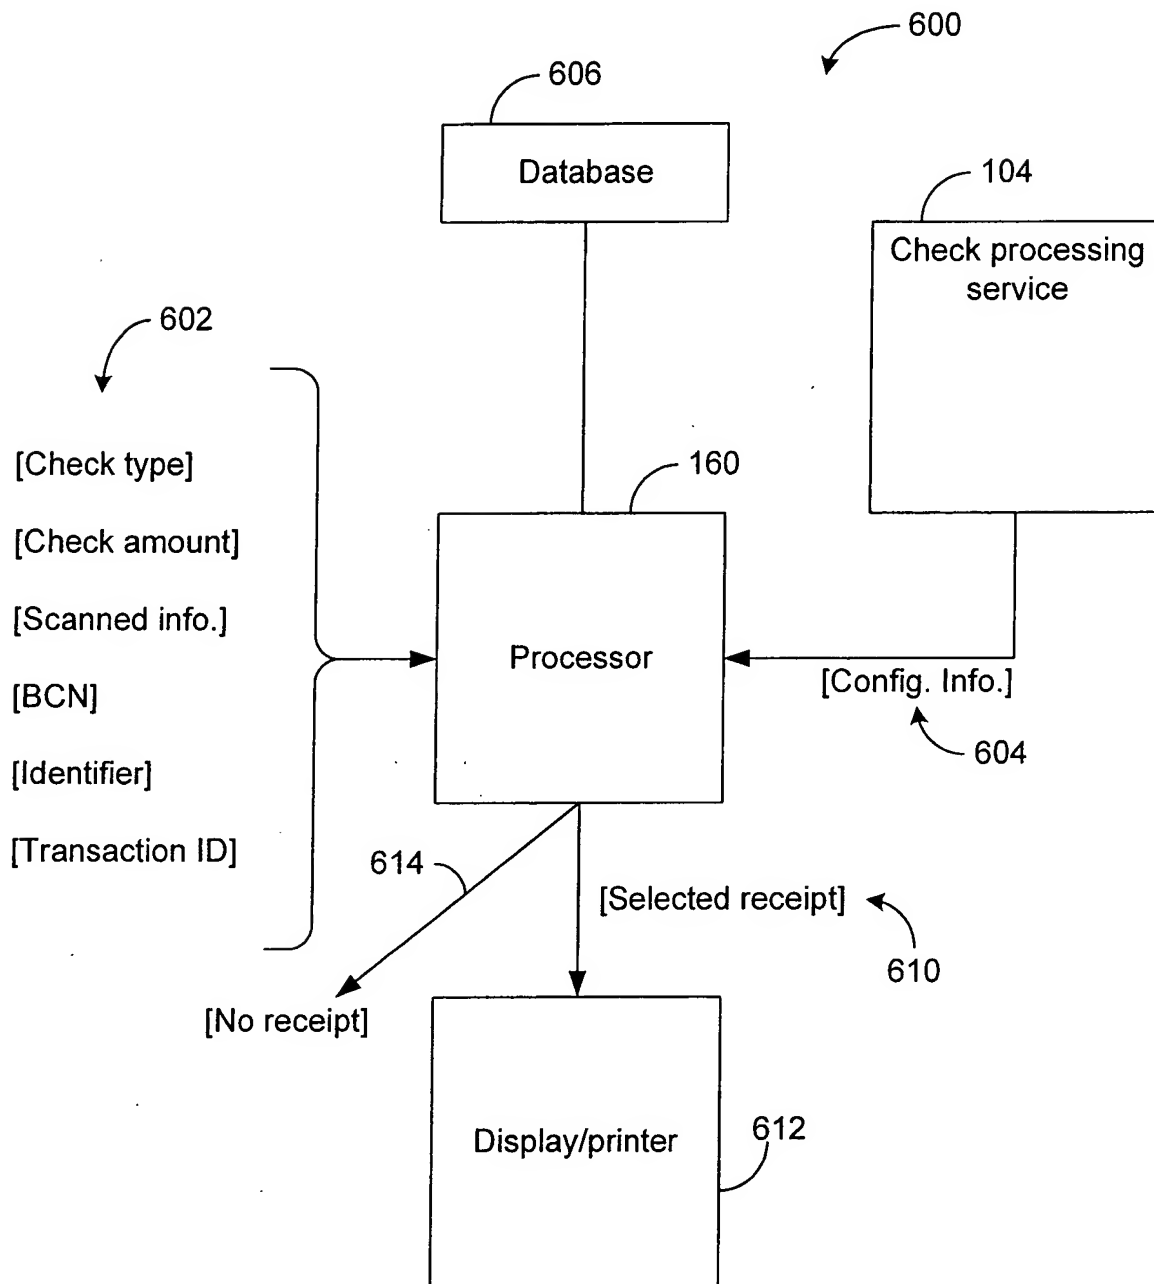 600
606
Database
104
Check processing
service
602
[Check type]
[Check amount]
[Scanned info.]
[BCN]
[Identifier]
[Transaction ID]
160
Processor
[Config. Info.]
604
614
[Selected receipt]
610
[No receipt]
Display/printer
612